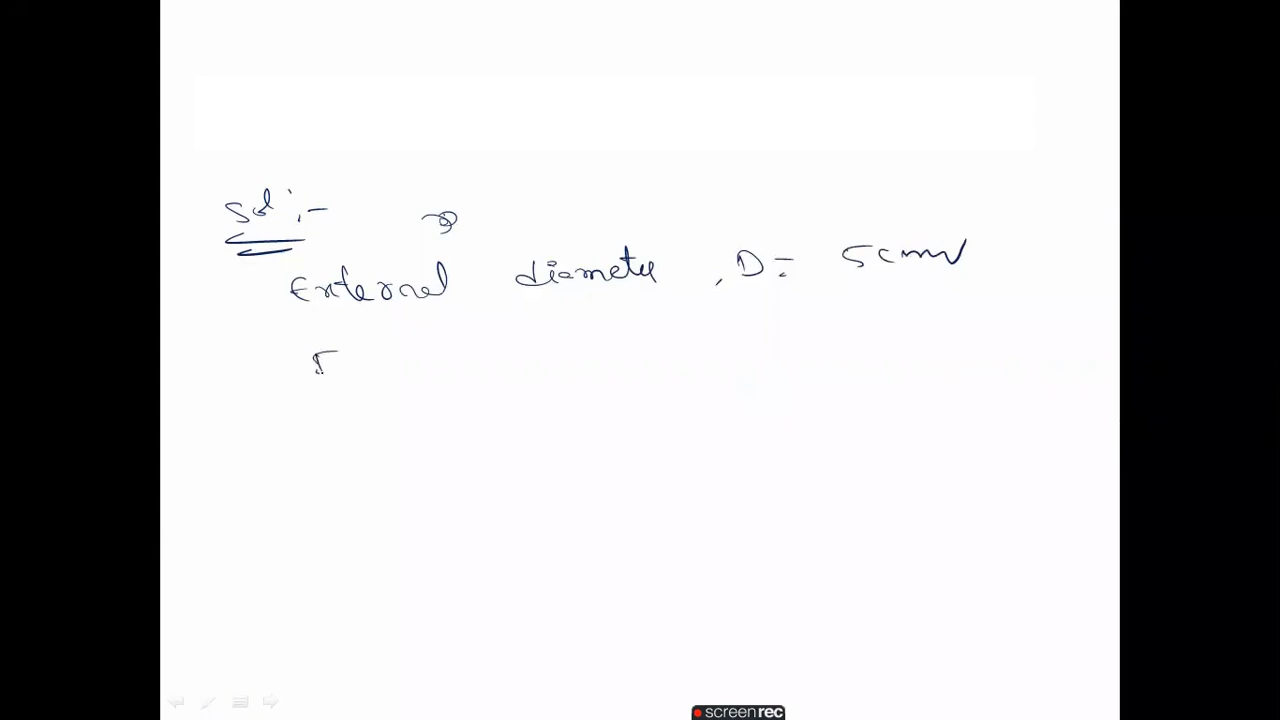 Sol :-
External diameter , D = 5cm
screenrec